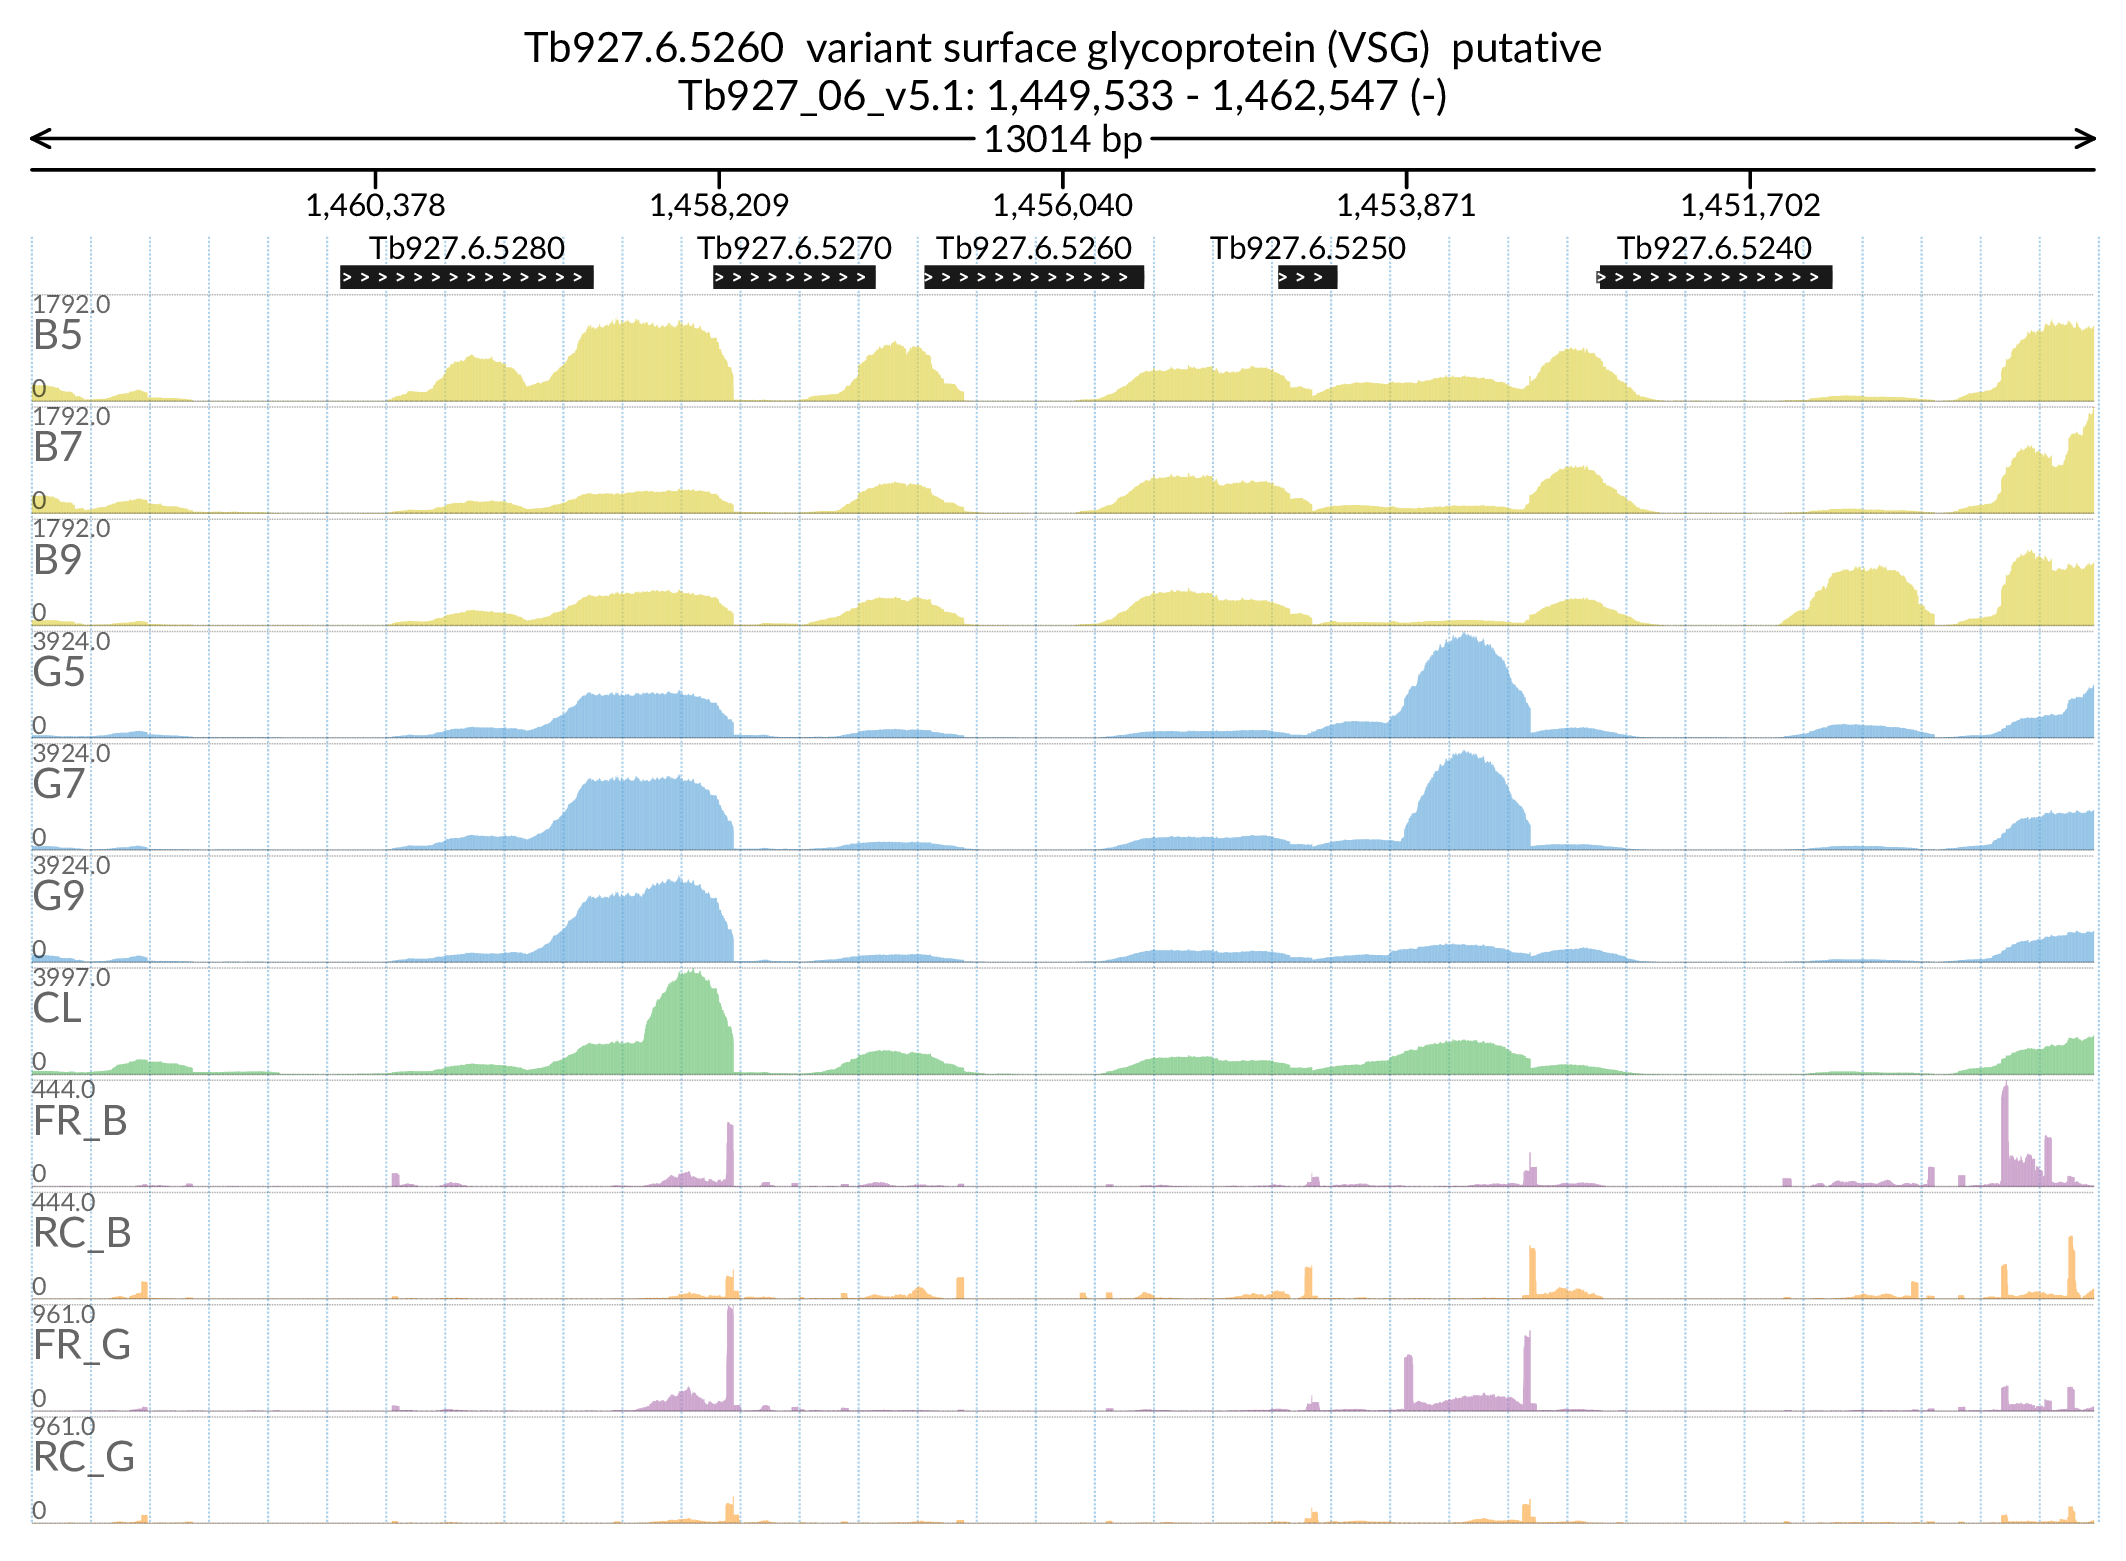 Tb927.6.5260 variant surface glycoprotein (VSG) putative
Tb927_06_v5.1: 1,449,533 - 1,462,547 (-)
13014 bp
1,460,378 1,458,209 1,456,040 1,453,871 1,451,702
Tb927.6.5280 Tb927.6.5270 Tb927.6.5260 Tb927.6.5250 Tb927.6.5240
1792.0
B5
0
1792.0
B7
0
1792.0
B9
0
3924.0
G5
0
3924.0
G7
0
3924.0
G9
0
3997.0
CL
0
444.0
FR_B
0
444.0
RC_B
0
961.0
FR_G
0
961.0
RC_G
0